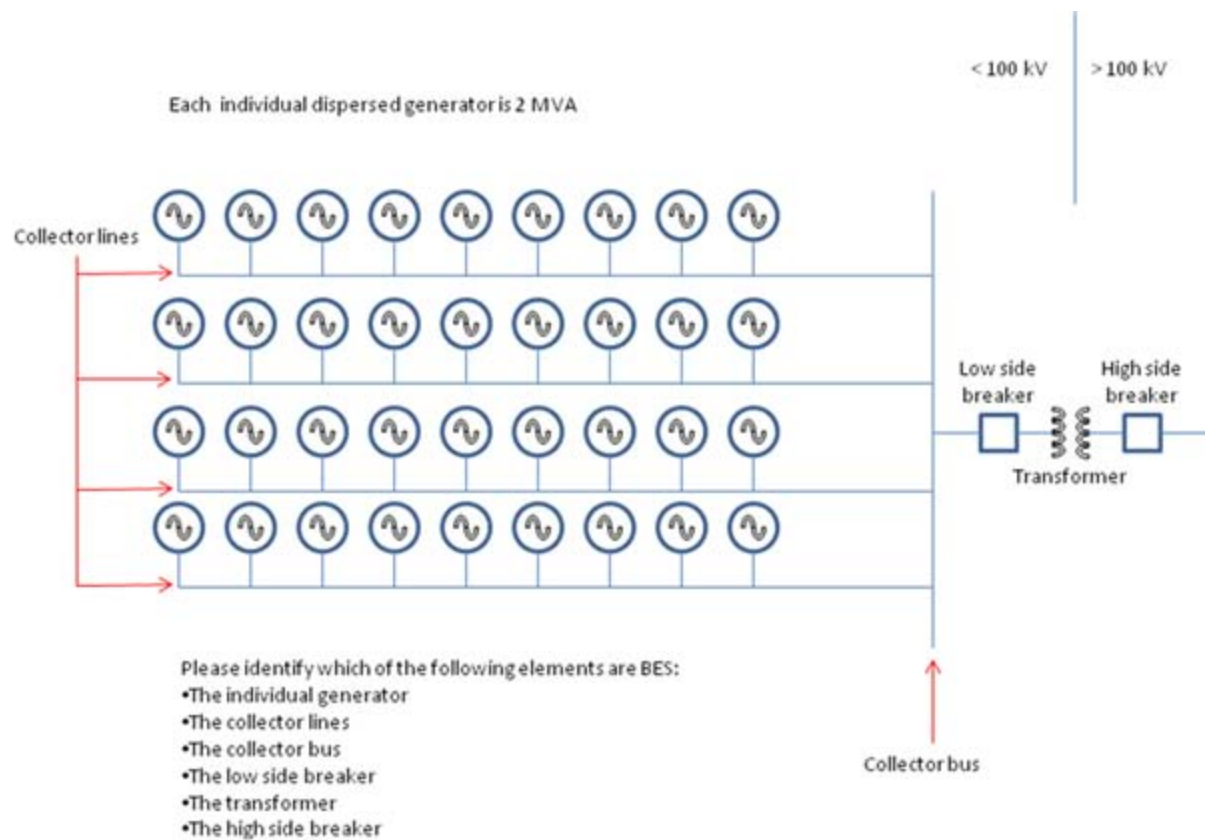 < 100 kV
> 100 kV
Each individual dispersed generator is 2 MVA
Collector lines
Low side
breaker
High side
breaker
Transformer
Please identify which of the following elements are BES:
•The individual generator
•The collector lines
•The collector bus
•The low side breaker
•The transformer
•The high side breaker
Collector bus